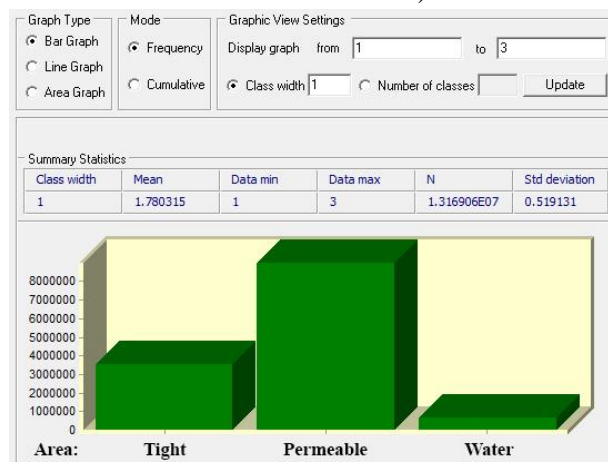 Graph Type
Mode
Graphic View Settings
Bar Graph
Line Graph
Area Graph
Frequency
Cumulative
Display graph from 1 to 3
Class width 1 Number of classes Update
Summary Statistics
Class width Mean Data min Data max N Std deviation
1 1.780315 1 3 1.316906E07 0.519131
8000000
7000000
6000000
5000000
4000000
3000000
2000000
1000000
0
Area: Tight Permeable Water